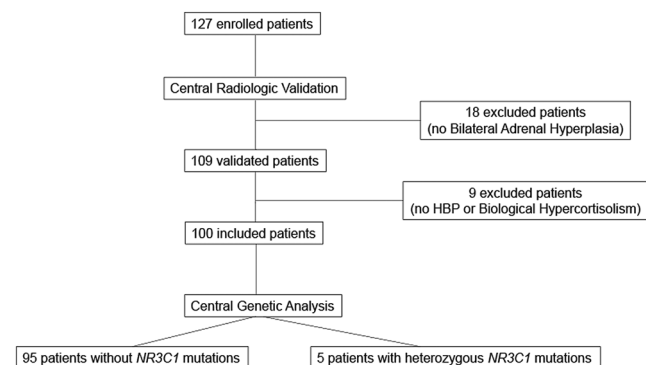 127 enrolled patients
Central Radiologic Validation
18 excluded patients
(no Bilateral Adrenal Hyperplasia)
109 validated patients
9 excluded patients
(no HBP or Biological Hypercortisolism)
100 included patients
Central Genetic Analysis
95 patients without NR3C1 mutations
5 patients with heterozygous NR3C1 mutations